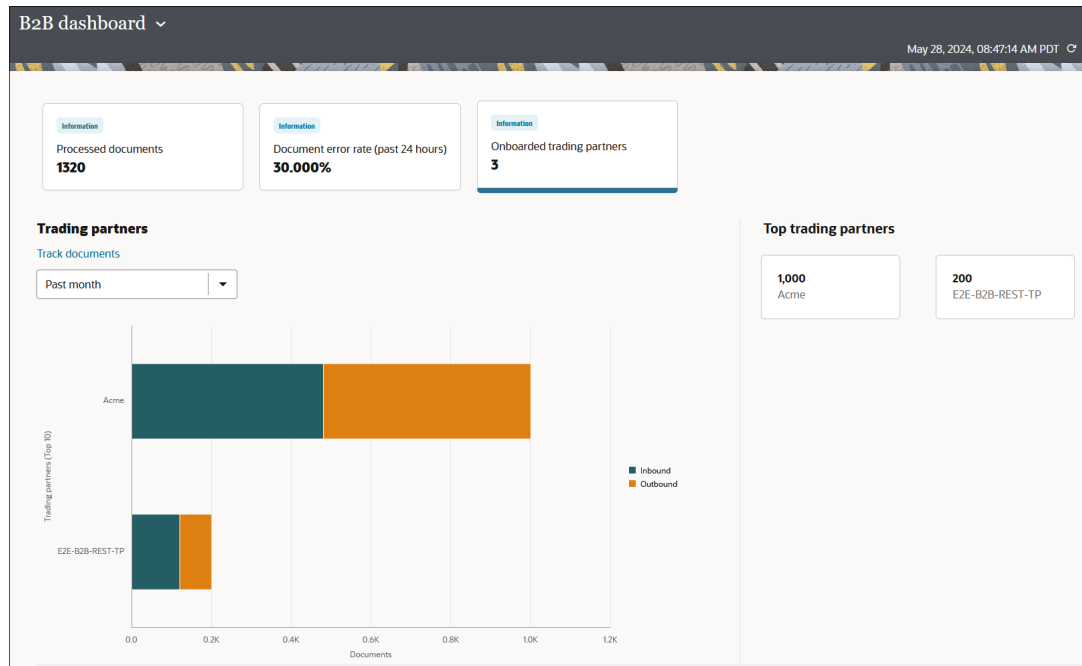 B2B dashboard
May 28, 2024, 08:47:14 AM PDT
Information
Processed documents
1320
Information
Document error rate (past 24 hours)
30.000%
Information
Onboarded trading partners
3
Trading partners
Track documents
Past month
Trading partners (Top 10)
Acme
E2E-B2B-REST-TP
0.0 0.2K 0.4K 0.6K 0.8K 1.0K 1.2K
Documents
Inbound
Outbound
Top trading partners
1,000
Acme
200
E2E-B2B-REST-TP